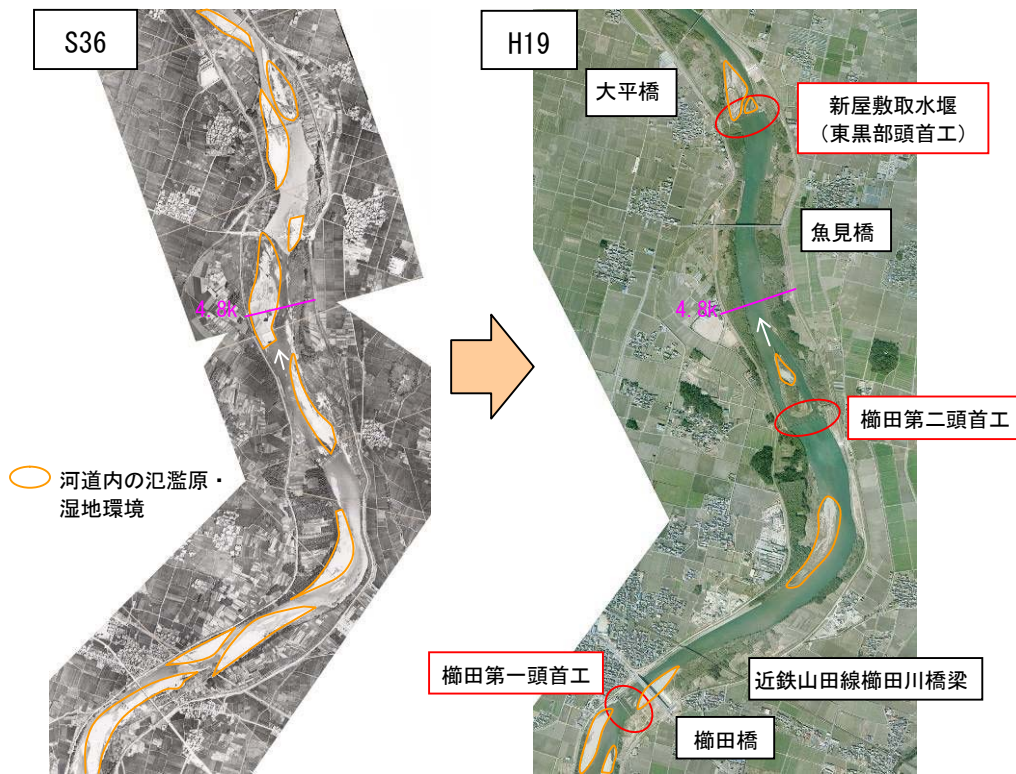 S36
H19
大平橋
新屋敷取水堰
（東黒部頭首工）
魚見橋
4.8k
4.8k
櫛田第二頭首工
河道内の氾濫原・
湿地環境
櫛田第一頭首工
近鉄山田線櫛田川橋梁
櫛田橋